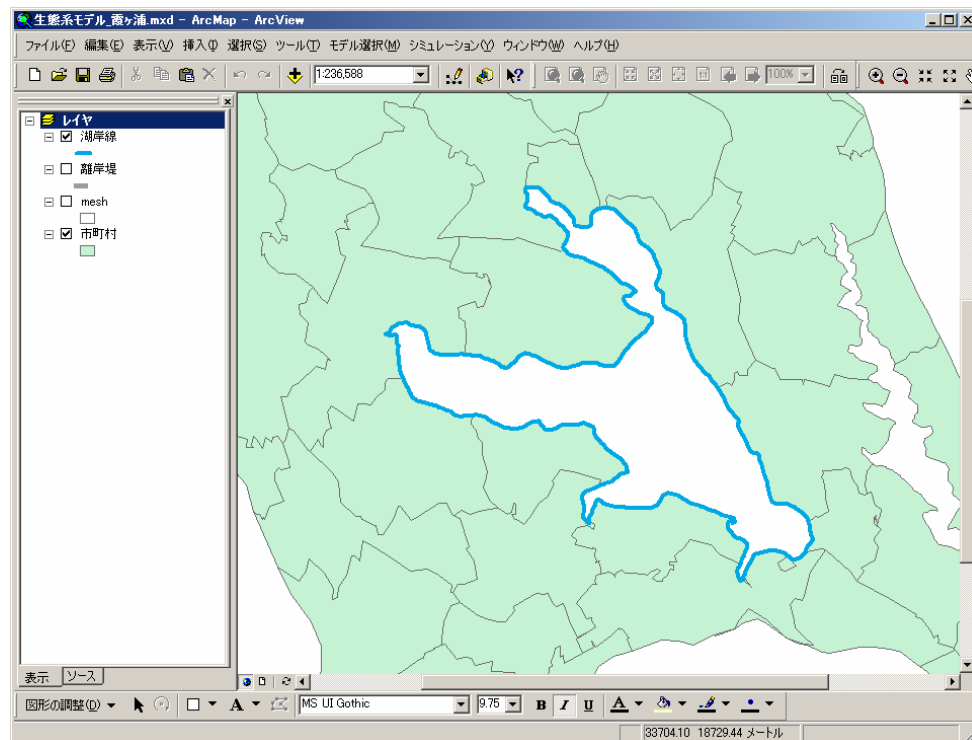 生態系モデル_霞ヶ浦.mxd - ArcMap - ArcView
ファイル(F) 編集(E) 表示(V) 挿入(I) 選択(S) ツール(T) モデル選択(M) シミュレーション(Y) ウィンドウ(W) ヘルプ(H)
1:236,588 100%
レイヤ
湖岸線
離岸堤
mesh
市町村
表示 ソース
図形の調整(D) A MS UI Gothic 9.75 B I U A
33704.10 18729.44 メートル